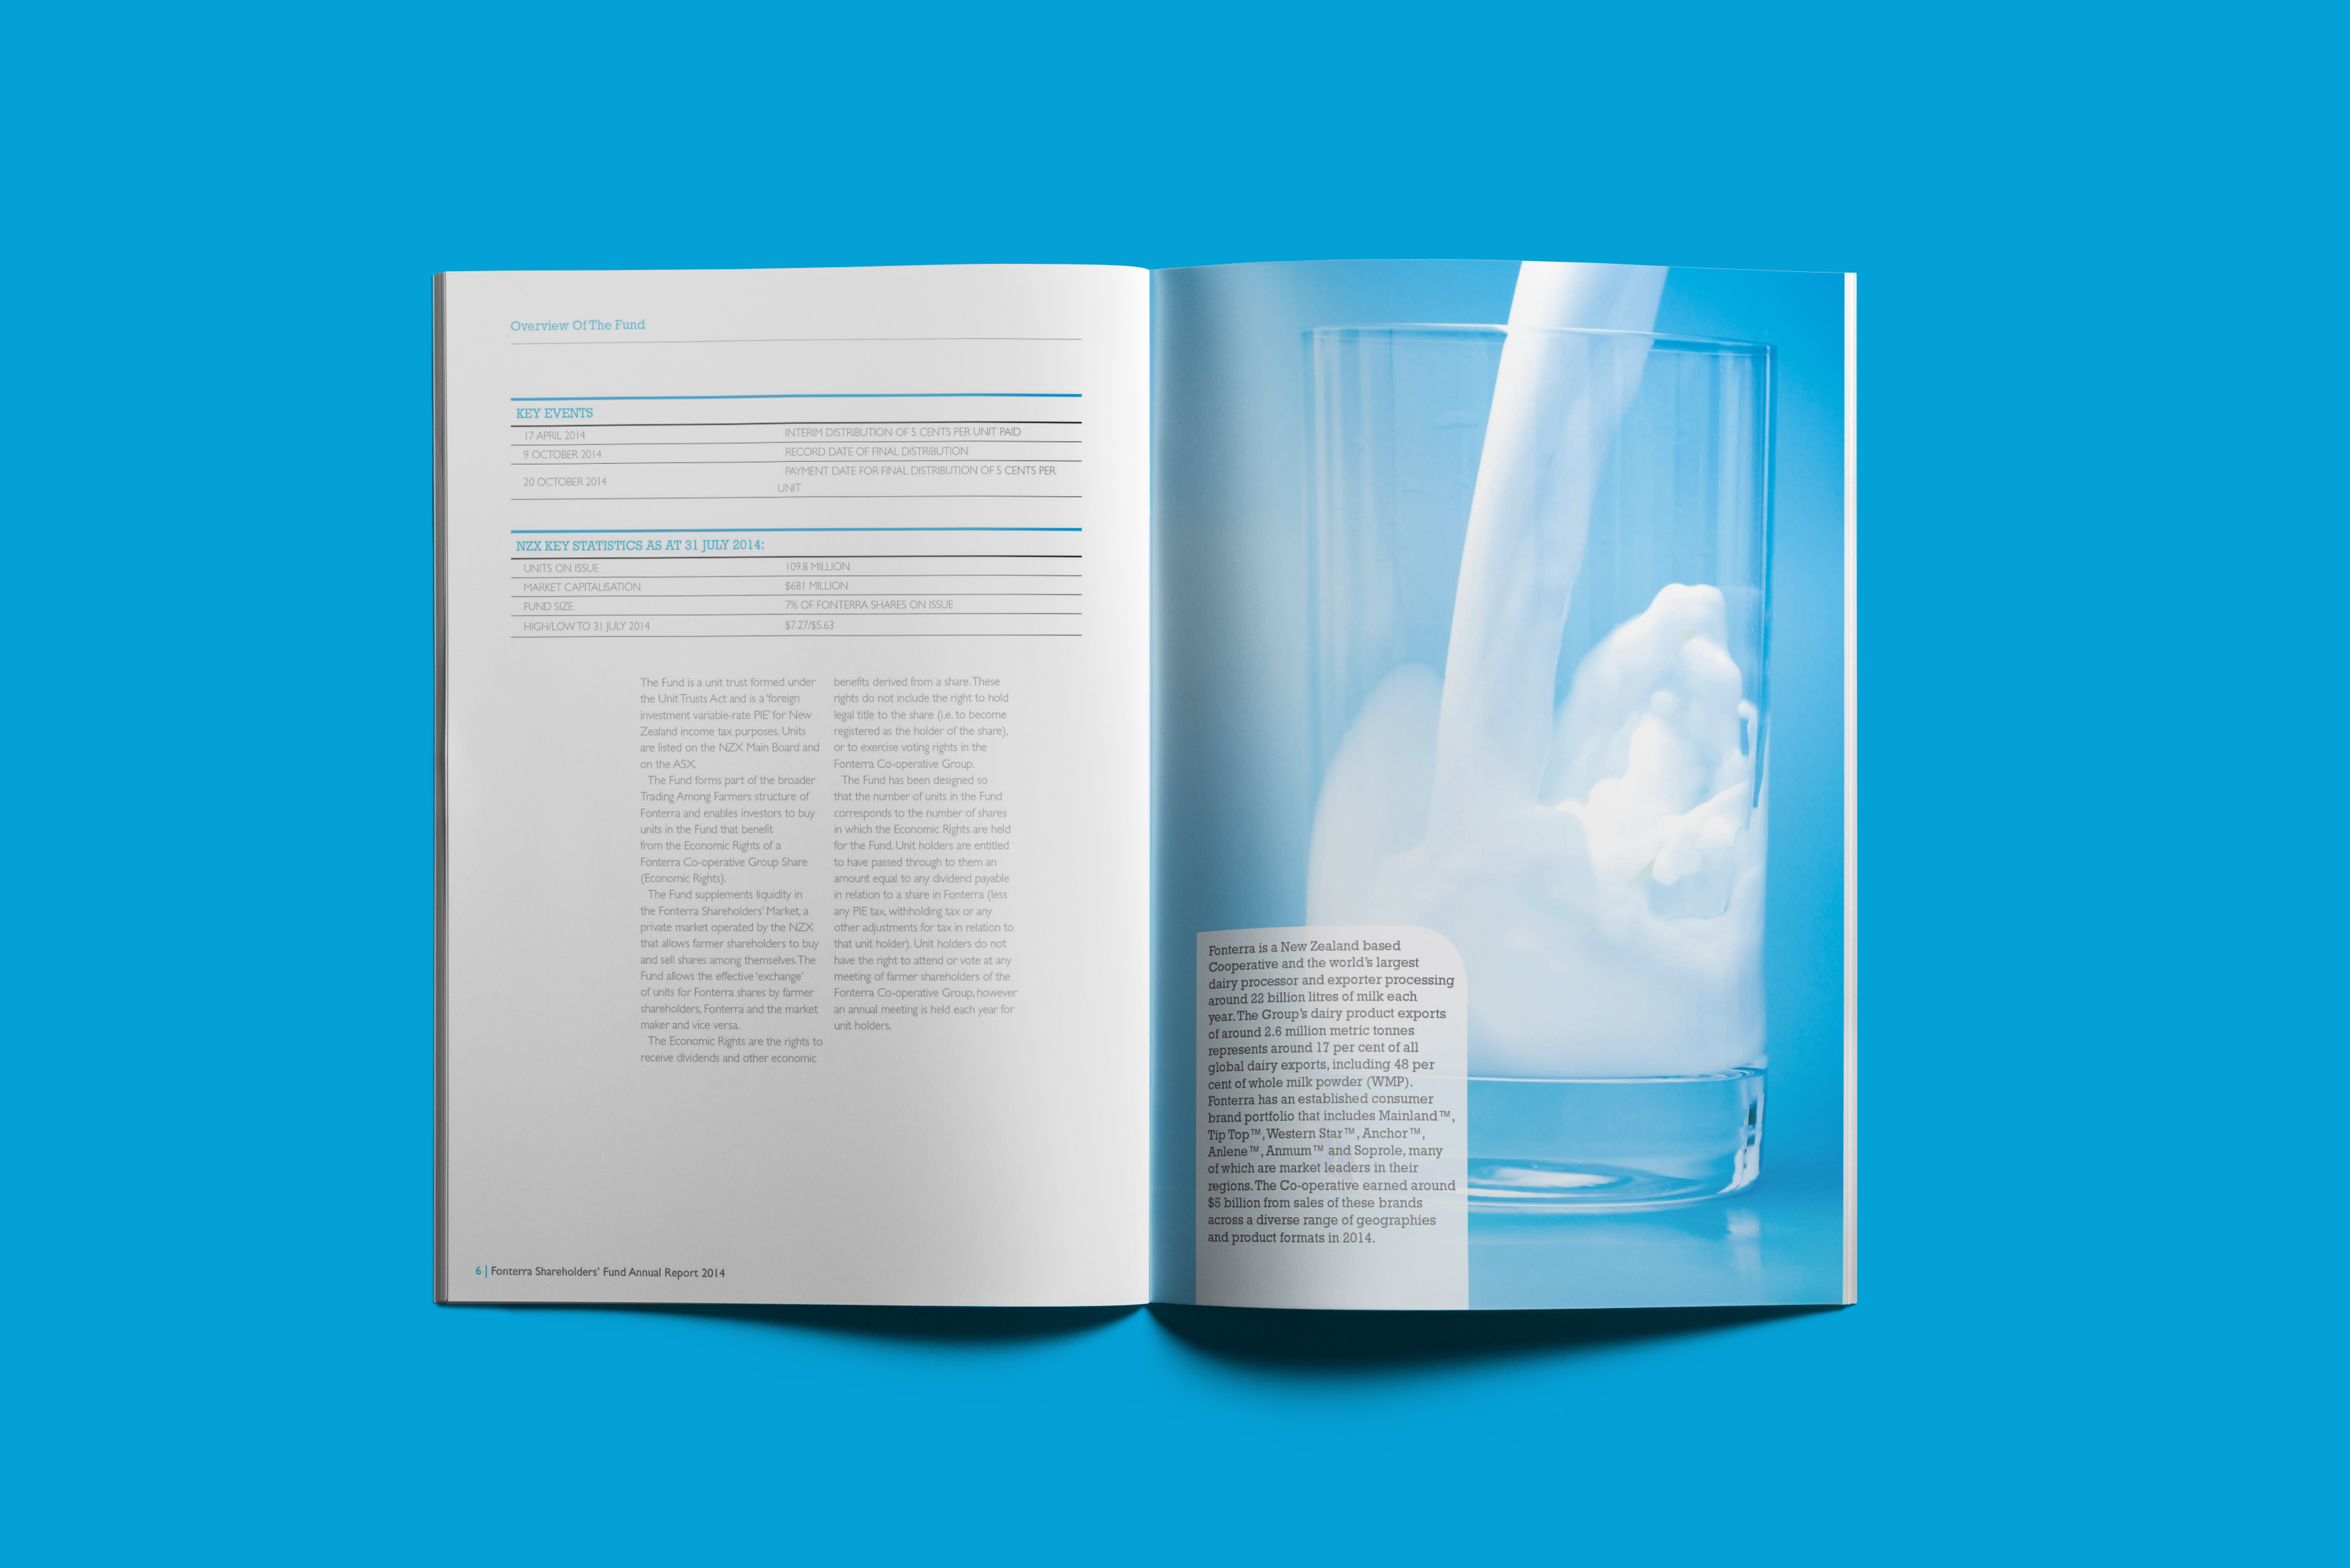 Overview Of The Fund
KEY EVENTS
17 APRIL 2014 INTERIM DISTRIBUTION OF 5 CENTS PER UNIT PAID
9 OCTOBER 2014 RECORD DATE OF FINAL DISTRIBUTION
20 OCTOBER 2014 PAYMENT DATE FOR FINAL DISTRIBUTION OF 5 CENTS PER
UNIT
NZX KEY STATISTICS AS AT 31 JULY 2014:
UNITS ON ISSUE 109.8 MILLION
MARKET CAPITALISATION $681 MILLION
FUND SIZE 7% OF FONTERRA SHARES ON ISSUE
HIGH/LOW TO 31 JULY 2014 $7.27/$5.63
The Fund is a unit trust formed under
the Unit Trusts Act and is a 'foreign
investment variable-rate PIE' for New
Zealand income tax purposes. Units
are listed on the NZX Main Board and
on the ASX.
The Fund forms part of the broader
Trading Among Farmers structure of
Fonterra and enables investors to buy
units in the Fund that benefit
from the Economic Rights of a
Fonterra Co-operative Group Share
(Economic Rights).
The Fund supplements liquidity in
the Fonterra Shareholders' Market, a
private market operated by the NZX
that allows farmer shareholders to buy
and sell shares among themselves. The
Fund allows the effective 'exchange'
of units for Fonterra shares by farmer
shareholders, Fonterra and the market
maker and vice versa.
The Economic Rights are the rights to
receive dividends and other economic
benefits derived from a share. These
rights do not include the right to hold
legal title to the share (i.e. to become
registered as the holder of the share),
or to exercise voting rights in the
Fonterra Co-operative Group.
The Fund has been designed so
that the number of units in the Fund
corresponds to the number of shares
in which the Economic Rights are held
for the Fund. Unit holders are entitled
to have passed through to them an
amount equal to any dividend payable
in relation to a share in Fonterra (less
any PIE tax, withholding tax or any
other adjustments for tax in relation to
that unit holder). Unit holders do not
have the right to attend or vote at any
meeting of farmer shareholders of the
Fonterra Co-operative Group, however
an annual meeting is held each year for
unit holders.
6 | Fonterra Shareholders' Fund Annual Report 2014
Fonterra is a New Zealand based
Cooperative and the world's largest
dairy processor and exporter processing
around 22 billion litres of milk each
year. The Group's dairy product exports
of around 2.6 million metric tonnes
represents around 17 per cent of all
global dairy exports, including 48 per
cent of whole milk powder (WMP).
Fonterra has an established consumer
brand portfolio that includes Mainland™,
Tip Top™, Western Star™, Anchor™,
Anlene™, Anmum™ and Soprole, many
of which are market leaders in their
regions. The Co-operative earned around
$5 billion from sales of these brands
across a diverse range of geographies
and product formats in 2014.